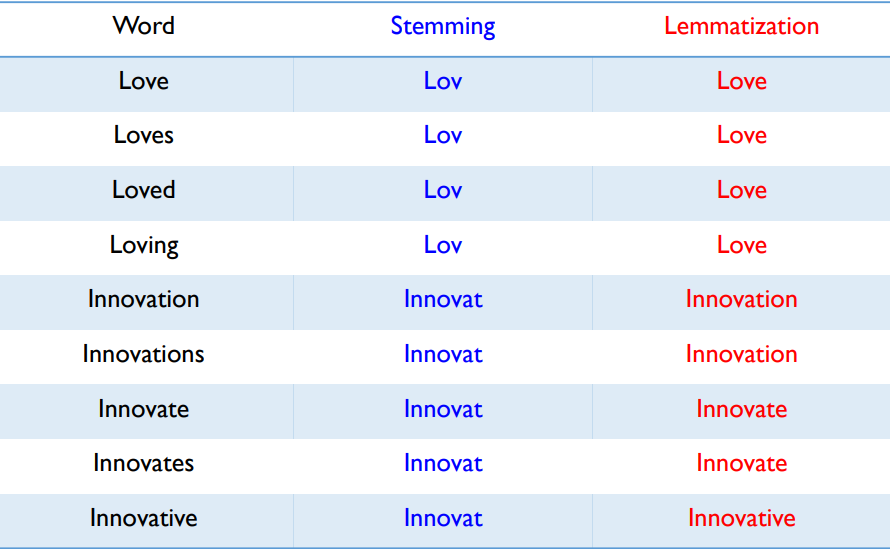 Word Stemming Lemmatization
Love Lov Love
Loves Lov Love
Loved Lov Love
Loving Lov Love
Innovation Innovat Innovation
Innovations Innovat Innovation
Innovate Innovat Innovate
Innovates Innovat Innovate
Innovative Innovat Innovative